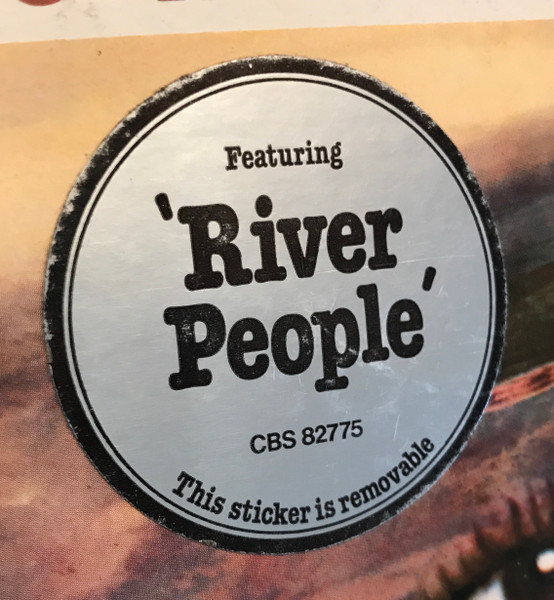 Featuring
'River
People'
CBS 82775
This sticker is removable